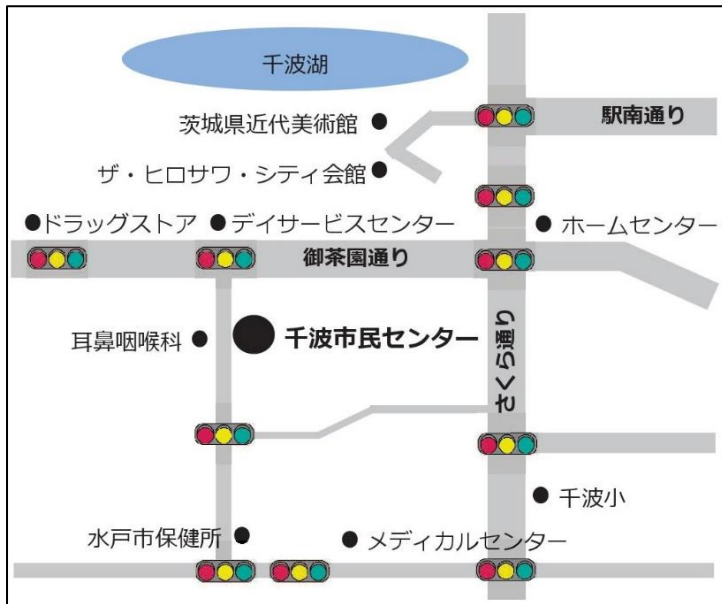 千波湖
茨城県近代美術館
駅南通り
ザ・ヒロサワ・シティ会館
ドラッグストア
デイサービスセンター
ホームセンター
御茶園通り
耳鼻咽喉科
千波市民センター
さくら通り
千波小
水戸市保健所
メディカルセンター